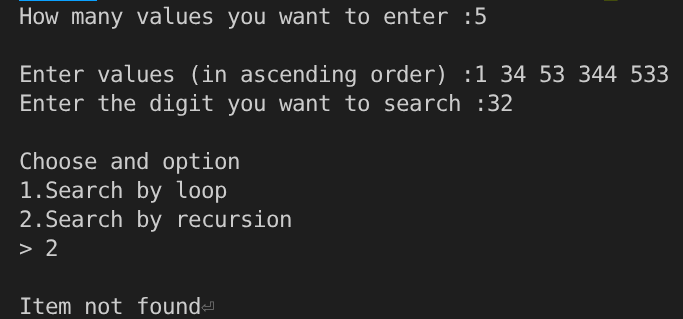 How many values you want to enter :5
Enter values (in ascending order) :1 34 53 344 533
Enter the digit you want to search :32
Choose and option
1.Search by loop
2.Search by recursion
> 2
Item not found⏎